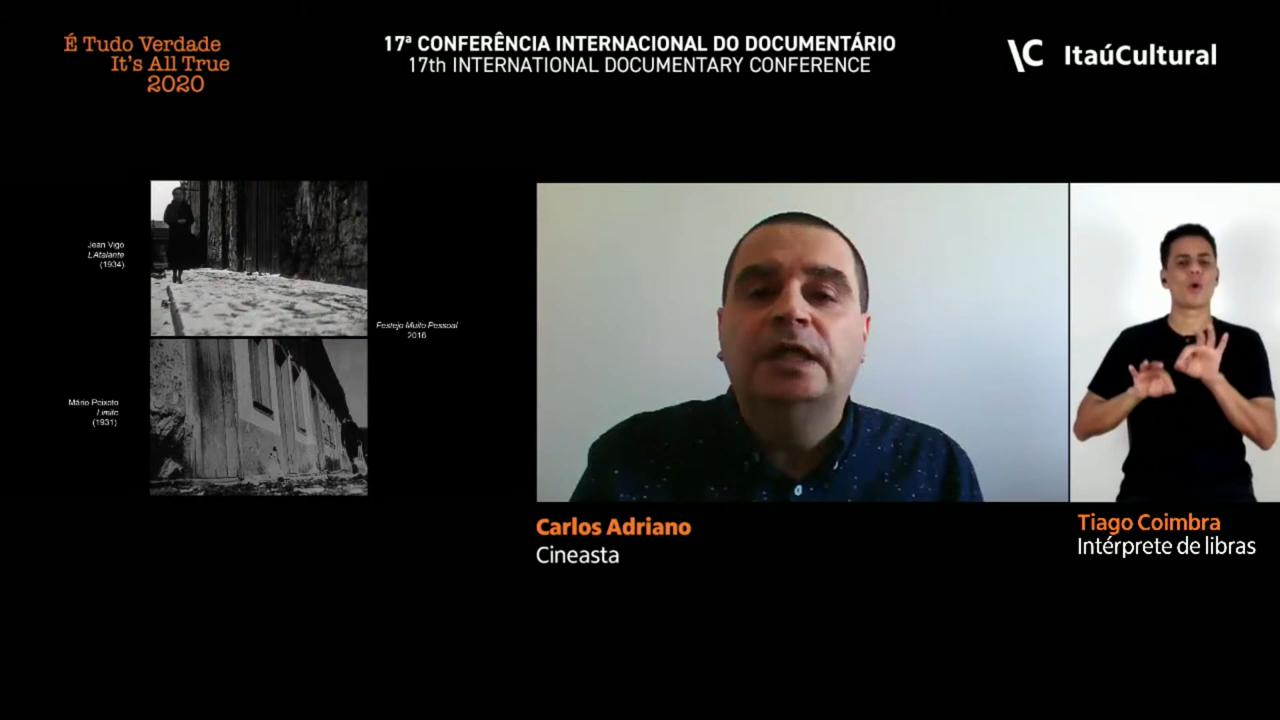 É Tudo Verdade
It's All True
2020
17ª CONFERÊNCIA INTERNACIONAL DO DOCUMENTÁRIO
17th INTERNATIONAL DOCUMENTARY CONFERENCE
\C ItaúCultural
Jean Vigo
L'Atalante
(1934)
Festejo Muito Pessoal
2016
Mário Peixoto
Limite
(1931)
Carlos Adriano
Cineasta
Tiago Coimbra
Intérprete de libras